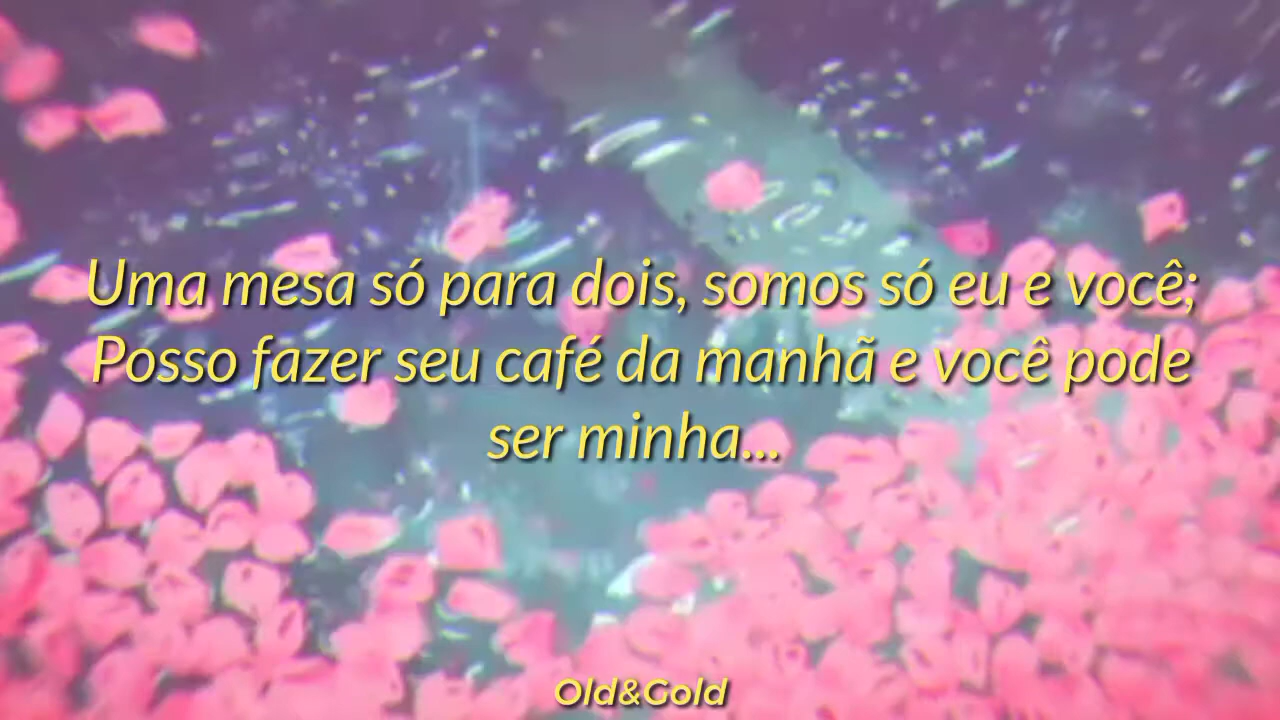 Uma mesa só para dois, somos só eu e você;
Posso fazer seu café da manhã e você pode
ser minha...
Old&Gold